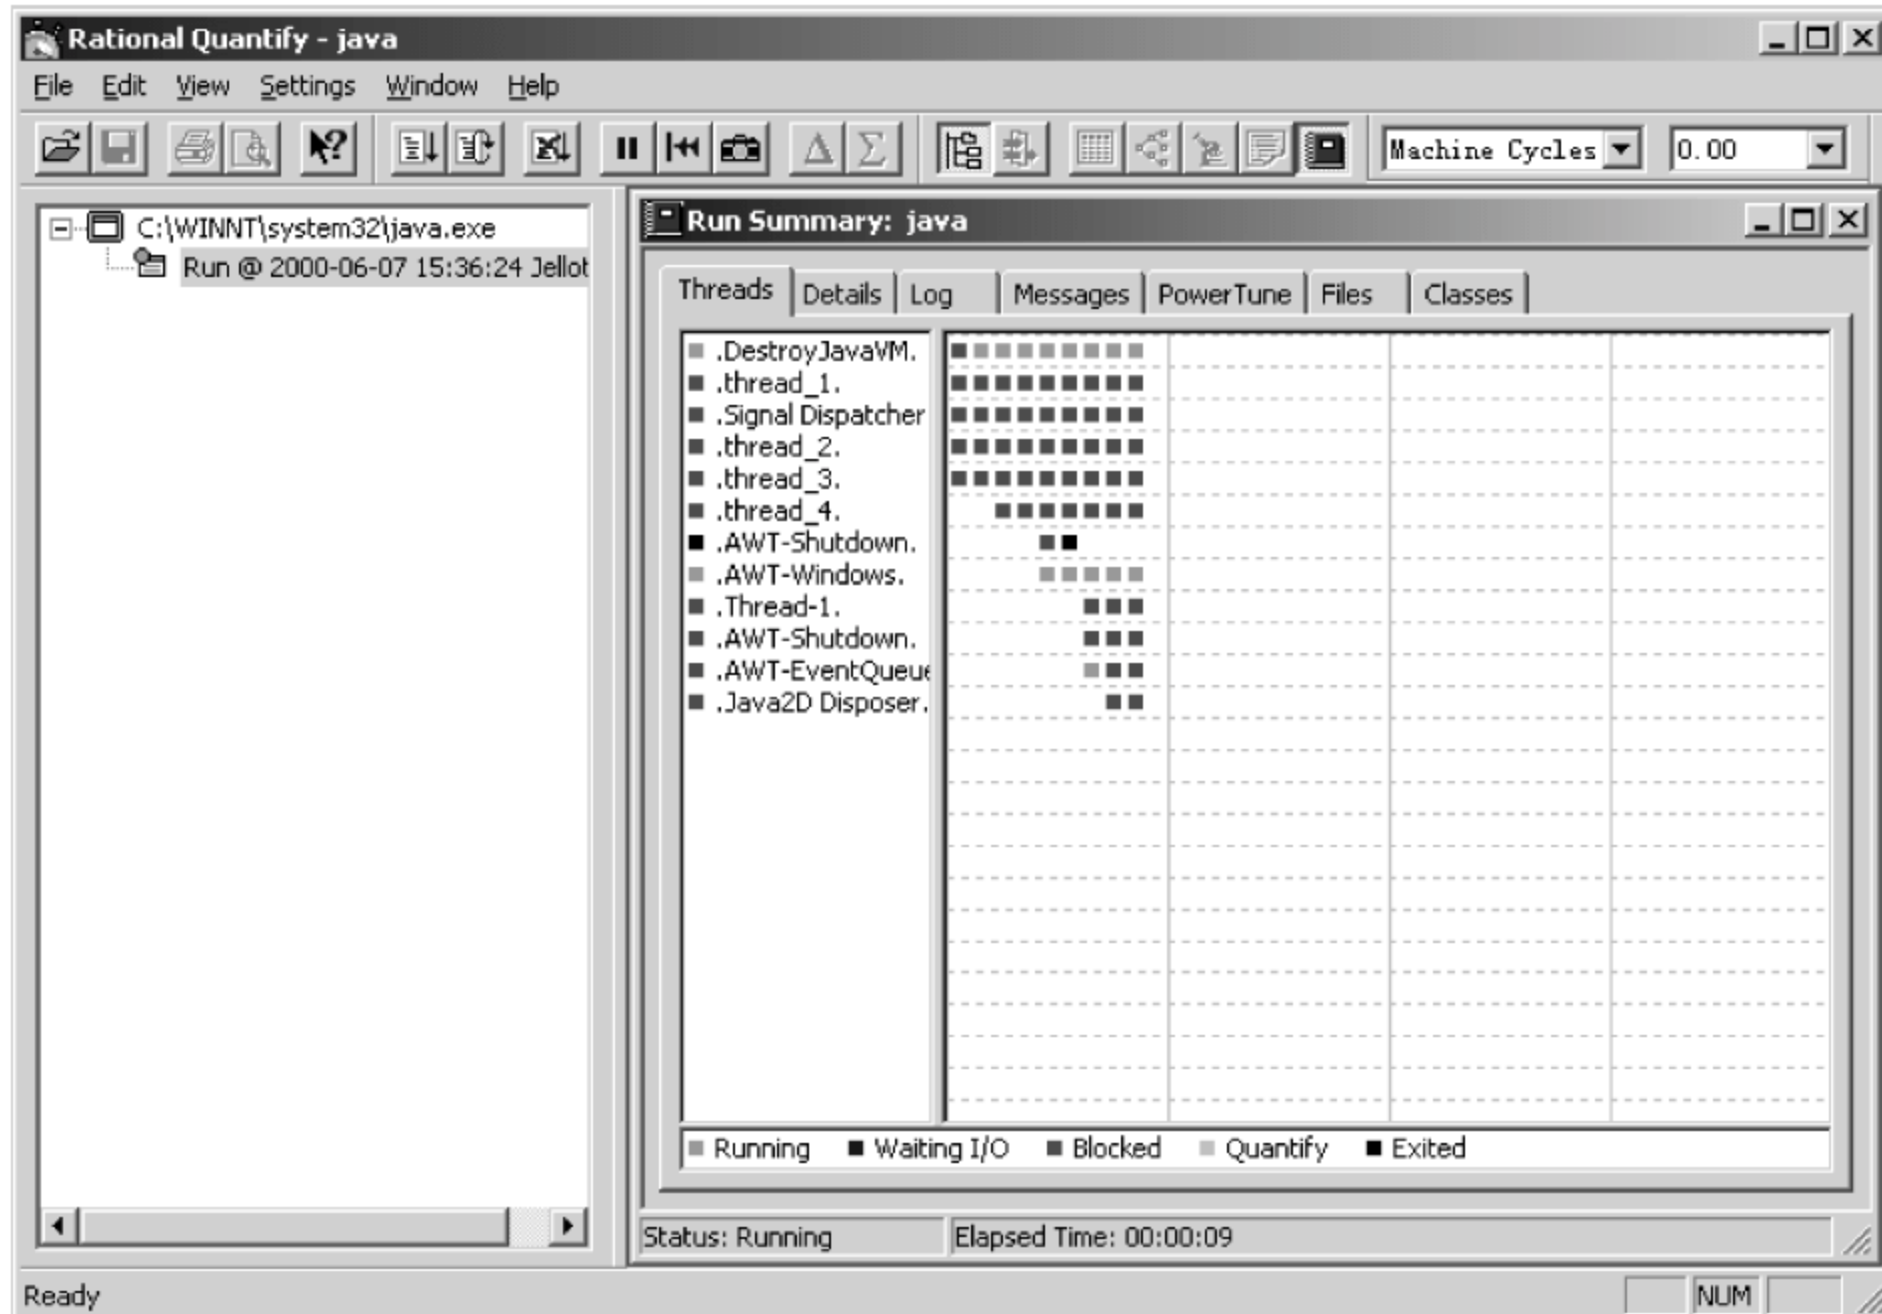 Rational Quantify - java
File Edit View Settings Window Help
Machine Cycles 0.00
C:\WINNT\system32\java.exe
Run @ 2000-06-07 15:36:24 Jellot
Run Summary: java
Threads Details Log Messages PowerTune Files Classes
.DestroyJavaVM.
.thread_1.
.Signal Dispatcher
.thread_2.
.thread_3.
.thread_4.
.AWT-Shutdown.
.AWT-Windows.
.Thread-1.
.AWT-Shutdown.
.AWT-EventQueue
.Java2D Disposer.
Running Waiting I/O Blocked Quantify Exited
Status: Running Elapsed Time: 00:00:09
Ready NUM